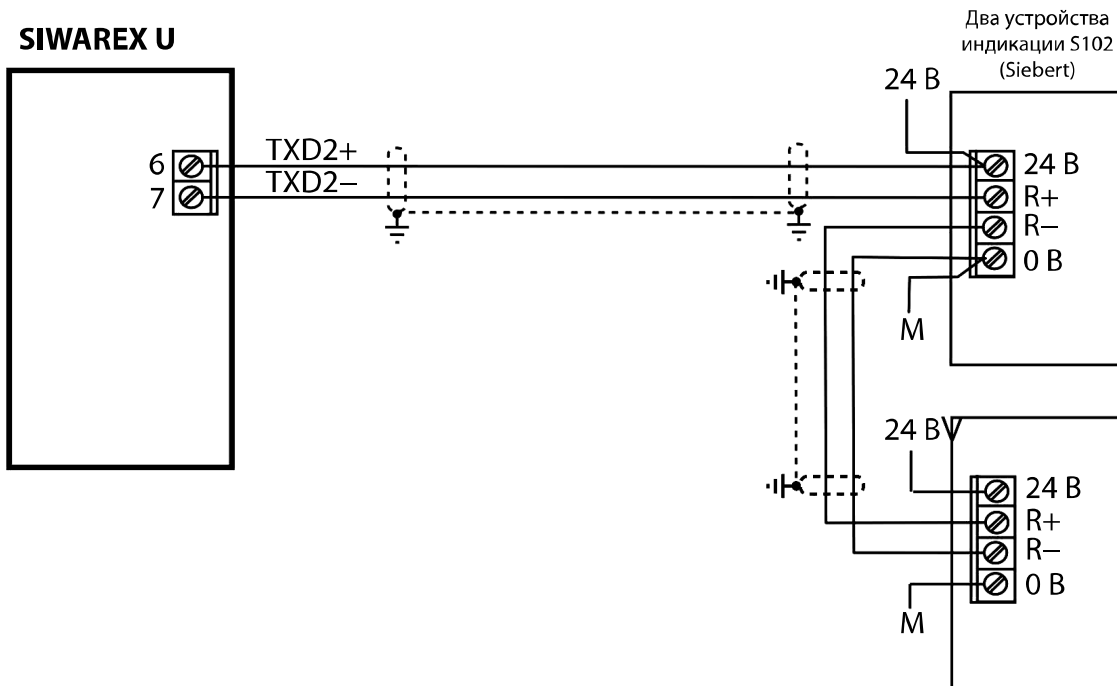 SIWAREX U
Два устройства
индикации S102
(Siebert)
24 В
6
TXD2+
24 В
7
TXD2−
R+
R−
0 В
M
24 В
24 В
R+
R−
0 В
M